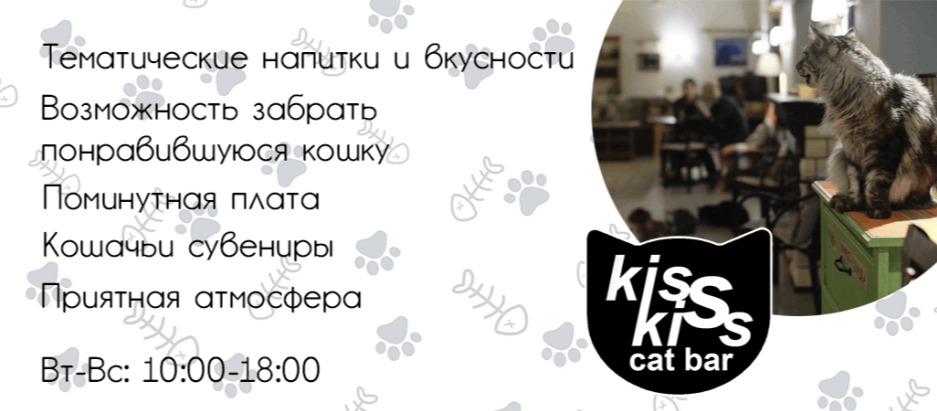 Тематические напитки и вкусности
Возможность забрать
понравившуюся кошку
Поминутная плата
Кошачьи сувениры
Приятная атмосфера
Вт-Вс: 10:00-18:00
kiss
kiss
cat bar